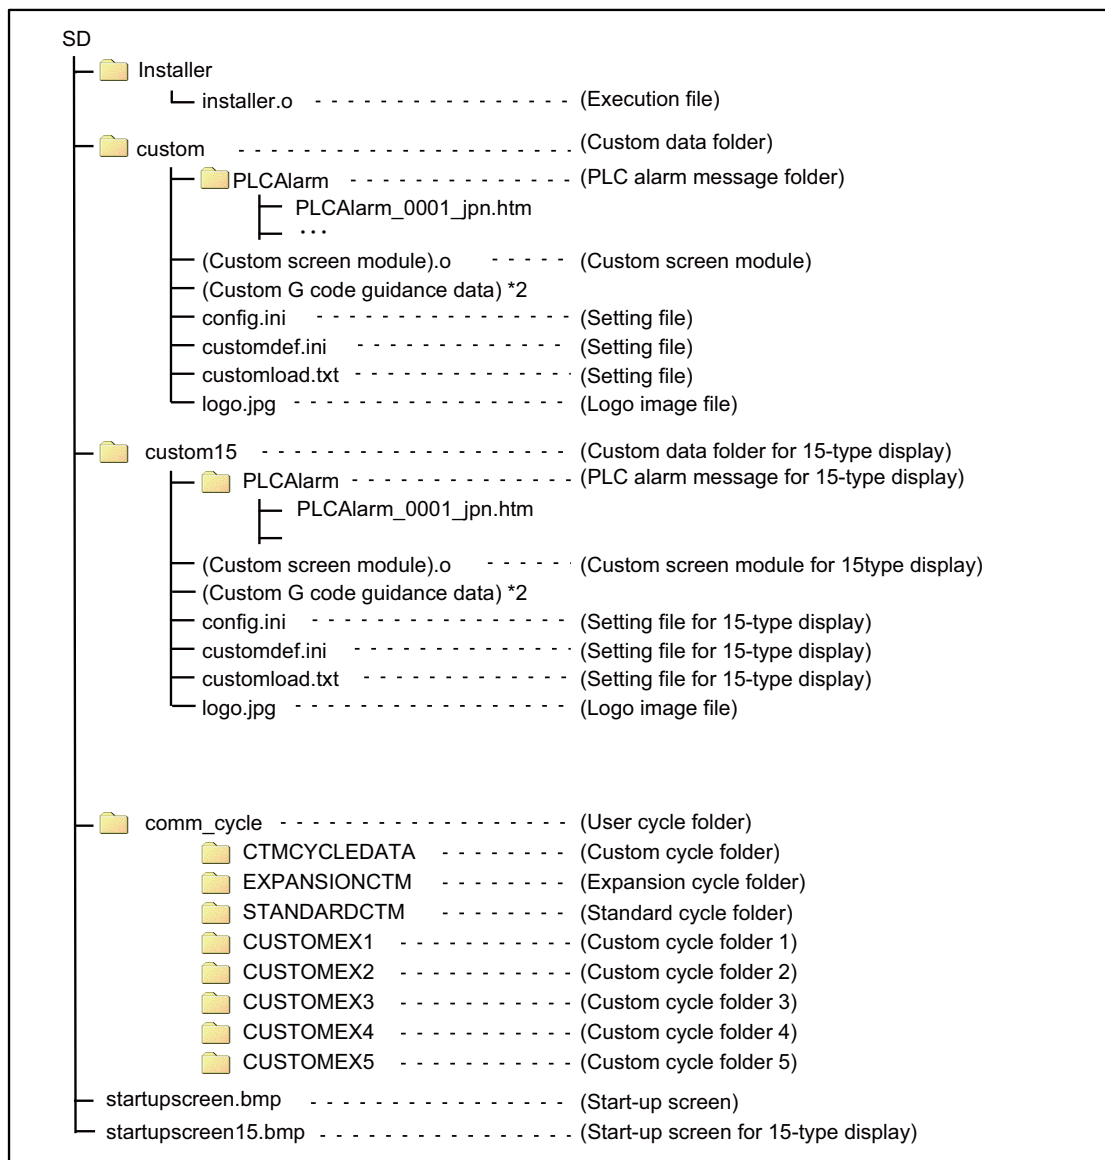 SD
Installer
installer.o (Execution file)
custom (Custom data folder)
PLCAlarm (PLC alarm message folder)
PLCAlarm_0001_jpn.htm
...
(Custom screen module).o (Custom screen module)
(Custom G code guidance data) *2
config.ini (Setting file)
customdef.ini (Setting file)
customload.txt (Setting file)
logo.jpg (Logo image file)
custom15 (Custom data folder for 15-type display)
PLCAlarm (PLC alarm message for 15-type display)
PLCAlarm_0001_jpn.htm
(Custom screen module).o (Custom screen module for 15type display)
(Custom G code guidance data) *2
config.ini (Setting file for 15-type display)
customdef.ini (Setting file for 15-type display)
customload.txt (Setting file for 15-type display)
logo.jpg (Logo image file)
comm_cycle (User cycle folder)
CTMCYCLEDATA (Custom cycle folder)
EXPANSIONCTM (Expansion cycle folder)
STANDARDCTM (Standard cycle folder)
CUSTOMEX1 (Custom cycle folder 1)
CUSTOMEX2 (Custom cycle folder 2)
CUSTOMEX3 (Custom cycle folder 3)
CUSTOMEX4 (Custom cycle folder 4)
CUSTOMEX5 (Custom cycle folder 5)
startupscreen.bmp (Start-up screen)
startupscreen15.bmp (Start-up screen for 15-type display)